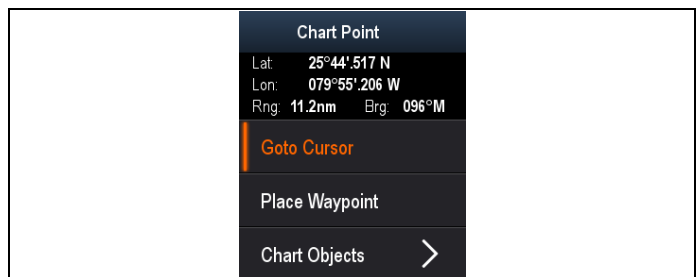 Chart Point
Lat: 25°44'.517 N
Lon: 079°55'.206 W
Rng: 11.2nm Brg: 096°M
Goto Cursor
Place Waypoint
Chart Objects